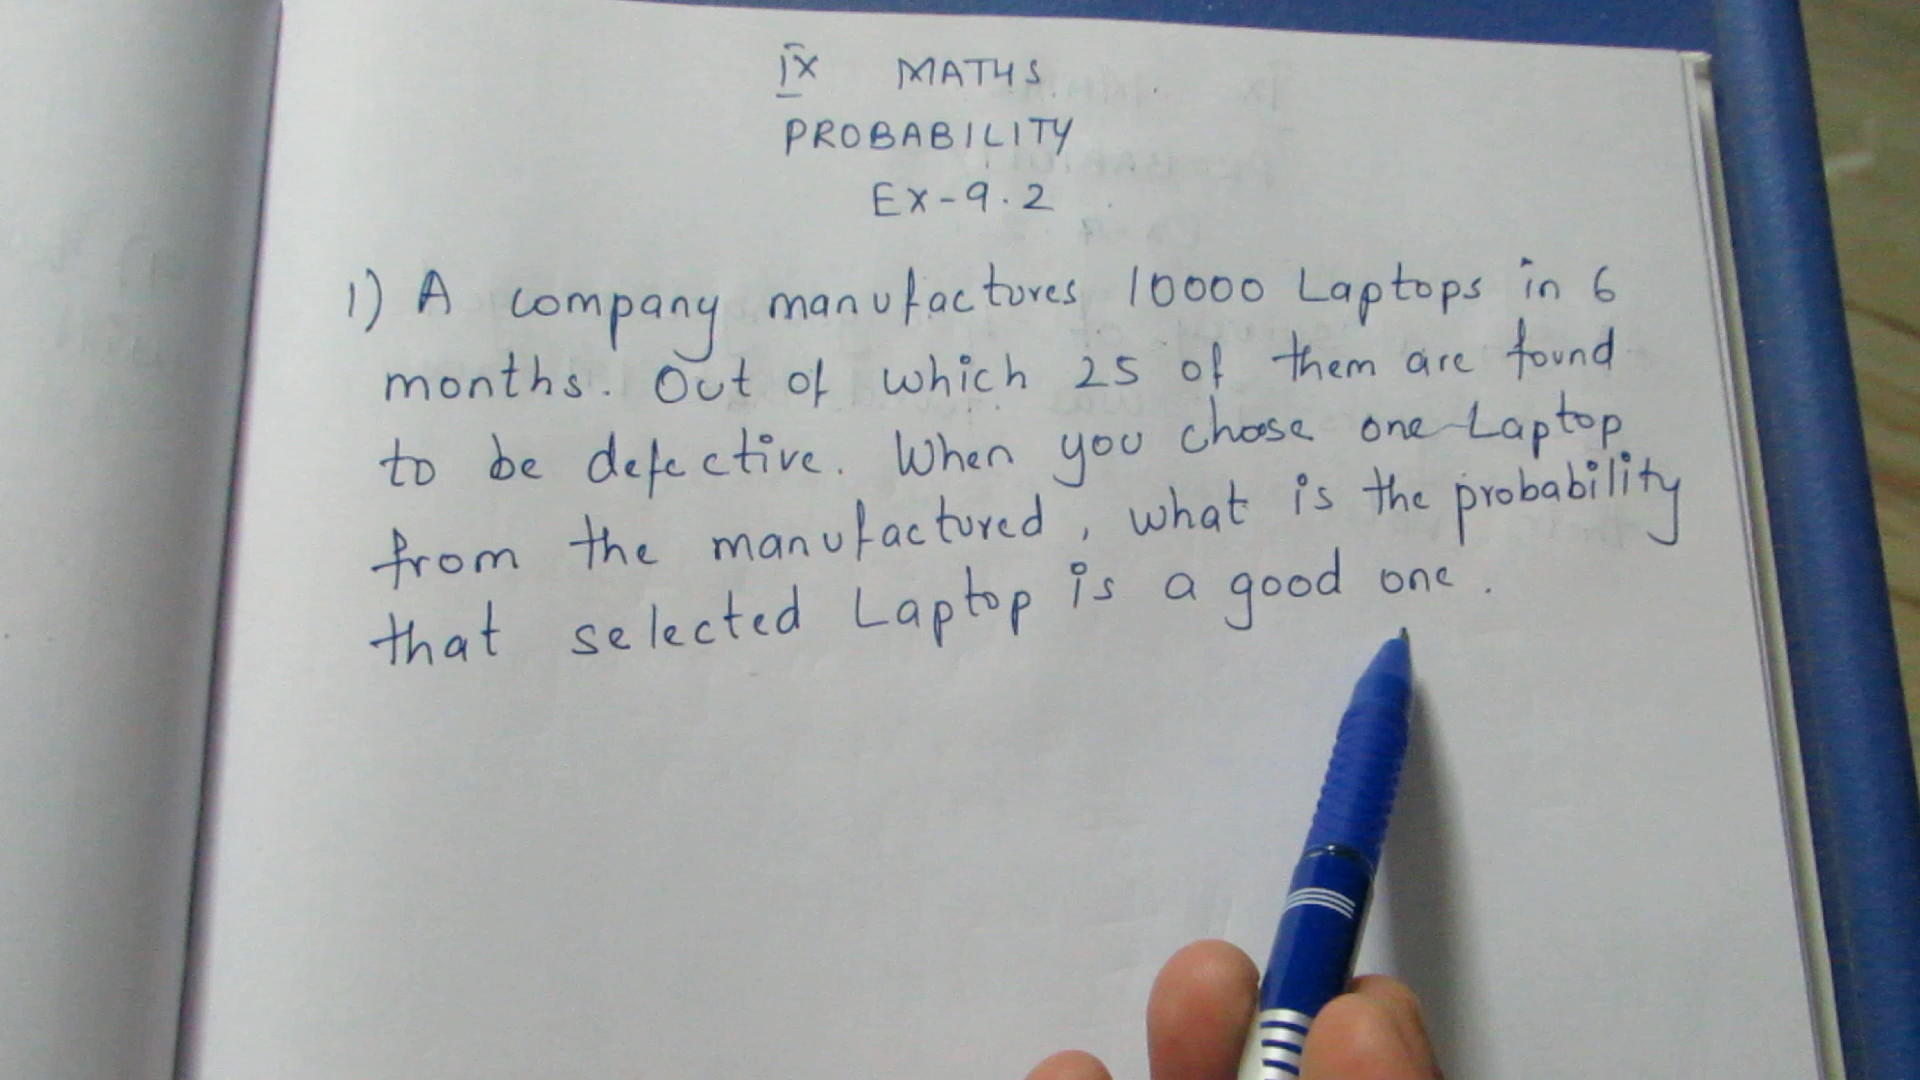 IX MATHS
PROBABILITY
Ex-9.2
1) A company manufactures 10000 Laptops in 6
months. Out of which 25 of them are found
to be defective. When you choose one Laptop
from the manufactured, what is the probability
that selected Laptop is a good one.